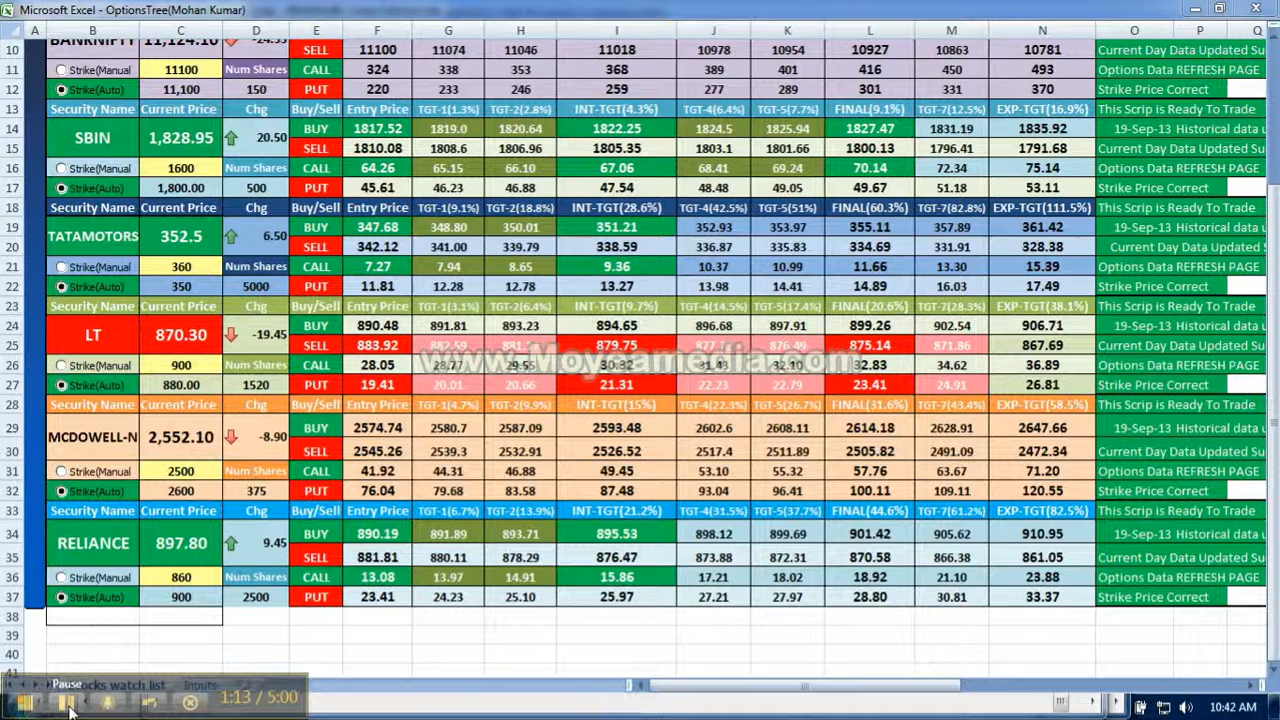 Microsoft Excel - OptionsTree(Mohan Kumar)
A B C D E F G H I J K L M N O P Q
10 BANKNIFTY 11,124.10 -24.55 SELL 11100 11074 11046 11018 10978 10954 10927 10863 10781 Current Day Data Updated Su
11 Strike(Manual 11100 Num Shares CALL 324 338 353 368 389 401 416 450 493 Options Data REFRESH PAGE
12 Strike(Auto) 11,100 150 PUT 220 233 246 259 277 289 301 331 370 Strike Price Correct
13 Security Name Current Price Chg Buy/Sell Entry Price TGT-1(1.3%) TGT-2(2.8%) INT-TGT(4.3%) TGT-4(6.4%) TGT-5(7.7%) FINAL(9.1%) TGT-7(12.5%) EXP-TGT(16.9%) This Scrip is Ready To Trade
14 BUY 1817.52 1819.0 1820.64 1822.25 1824.5 1825.94 1827.47 1831.19 1835.92 19-Sep-13 Historical data u
SBIN 1,828.95 20.50
15 SELL 1810.08 1808.6 1806.96 1805.35 1803.1 1801.66 1800.13 1796.41 1791.68 Current Day Data Updated Su
16 Strike(Manual 1600 Num Shares CALL 64.26 65.15 66.10 67.06 68.41 69.24 70.14 72.34 75.14 Options Data REFRESH PAGE
17 Strike(Auto) 1,800.00 500 PUT 45.61 46.23 46.88 47.54 48.48 49.05 49.67 51.18 53.11 Strike Price Correct
18 Security Name Current Price Chg Buy/Sell Entry Price TGT-1(9.1%) TGT-2(18.8%) INT-TGT(28.6%) TGT-4(42.5%) TGT-5(51%) FINAL(60.3%) TGT-7(82.8%) EXP-TGT(111.5%) This Scrip is Ready To Trade
19 BUY 347.68 348.80 350.01 351.21 352.93 353.97 355.11 357.89 361.42 19-Sep-13 Historical data u
TATAMOTORS 352.5 6.50
20 SELL 342.12 341.00 339.79 338.59 336.87 335.83 334.69 331.91 328.38 Current Day Data Updated S
21 Strike(Manual 360 Num Shares CALL 7.27 7.94 8.65 9.36 10.37 10.99 11.66 13.30 15.39 Options Data REFRESH PAGE
22 Strike(Auto) 350 5000 PUT 11.81 12.28 12.78 13.27 13.98 14.41 14.89 16.03 17.49 Strike Price Correct
23 Security Name Current Price Chg Buy/Sell Entry Price TGT-1(3.1%) TGT-2(6.4%) INT-TGT(9.7%) TGT-4(14.5%) TGT-5(17.4%) FINAL(20.6%) TGT-7(28.3%) EXP-TGT(38.1%) This Scrip is Ready To Trade
24 BUY 890.48 891.81 893.23 894.65 896.68 897.91 899.26 902.54 906.71 19-Sep-13 Historical data u
LT 870.30 -19.45
25 SELL 883.92 882.59 879.75 876.49 875.14 871.86 867.69 Current Day Data Updated Su
www.Moyeamedia.com
26 Strike(Manual 900 Num Shares CALL 28.05 28.77 29.55 30.32 31.43 32.10 32.83 34.62 36.89 Options Data REFRESH PAGE
27 Strike(Auto) 880.00 1520 PUT 19.41 20.01 20.66 21.31 22.23 22.79 23.41 24.91 26.81 Strike Price Correct
28 Security Name Current Price Chg Buy/Sell Entry Price TGT-1(4.7%) TGT-2(9.9%) INT-TGT(15%) TGT-4(22.3%) TGT-5(26.7%) FINAL(31.6%) TGT-7(43.4%) EXP-TGT(58.5%) This Scrip is Ready To Trade
29 BUY 2574.74 2580.7 2587.09 2593.48 2602.6 2608.11 2614.18 2628.91 2647.66 19-Sep-13 Historical data u
MCDOWELL-N 2,552.10 -8.90
30 SELL 2545.26 2539.3 2532.91 2526.52 2517.4 2511.89 2505.82 2491.09 2472.34 Current Day Data Updated Su
31 Strike(Manual 2500 Num Shares CALL 41.92 44.31 46.88 49.45 53.10 55.32 57.76 63.67 71.20 Options Data REFRESH PAGE
32 Strike(Auto) 2600 375 PUT 76.04 79.68 83.58 87.48 93.04 96.41 100.11 109.11 120.55 Strike Price Correct
33 Security Name Current Price Chg Buy/Sell Entry Price TGT-1(6.7%) TGT-2(13.9%) INT-TGT(21.2%) TGT-4(31.5%) TGT-5(37.7%) FINAL(44.6%) TGT-7(61.2%) EXP-TGT(82.5%) This Scrip is Ready To Trade
34 BUY 890.19 891.89 893.71 895.53 898.12 899.69 901.42 905.62 910.95 19-Sep-13 Historical data u
RELIANCE 897.80 9.45
35 SELL 881.81 880.11 878.29 876.47 873.88 872.31 870.58 866.38 861.05 Current Day Data Updated Su
36 Strike(Manual 860 Num Shares CALL 13.08 13.97 14.91 15.86 17.21 18.02 18.92 21.10 23.88 Options Data REFRESH PAGE
37 Strike(Auto) 900 2500 PUT 23.41 24.23 25.10 25.97 27.21 27.97 28.80 30.81 33.37 Strike Price Correct
38
39
40
41
Pause
ocks watch list Inputs
1:13 / 5:00
10:42 AM